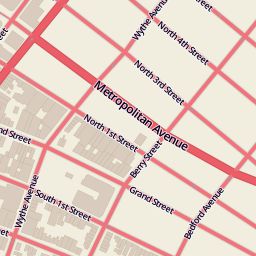 Wythe Avenue
North 4th Street
North 3rd Street
Metropolitan Avenue
North 1st Street
Street
Berry Street
Wythe Avenue
Grand Street
South 1st Street
Bedford Avenue